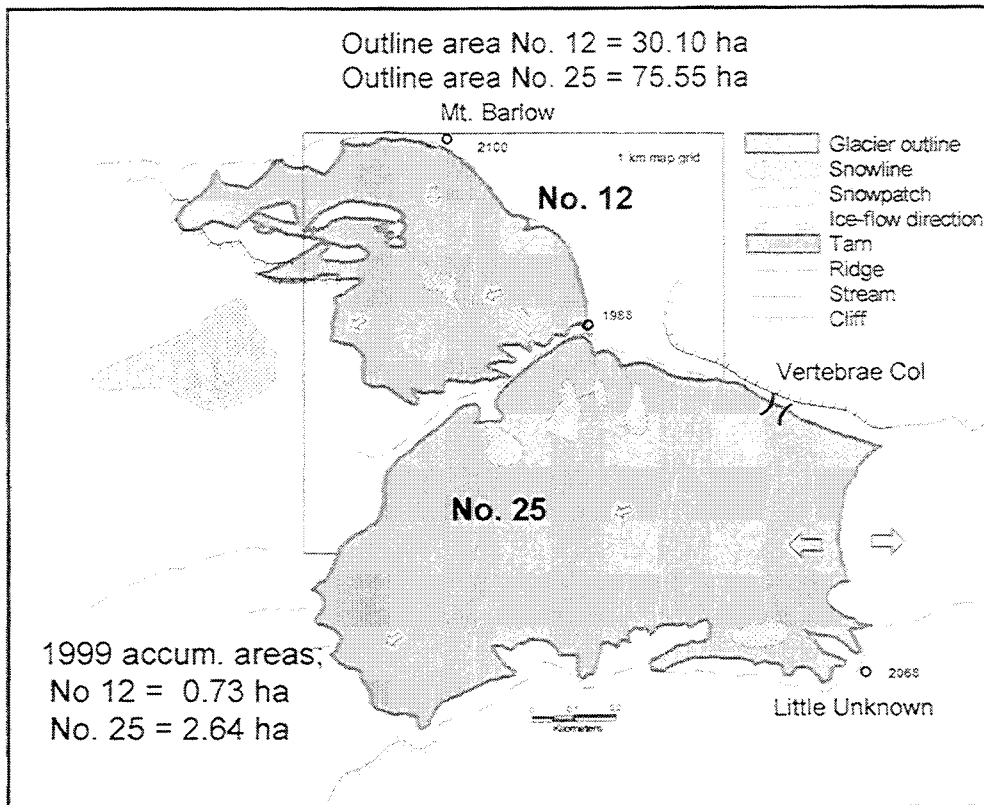 Outline area No. 12 = 30.10 ha
Outline area No. 25 = 75.55 ha
Mt. Barlow
2100
1 km map grid
No. 12
Glacier outline
Snowline
Snowpatch
Ice-flow direction
Tarn
Ridge
Stream
Cliff
1988
Vertebrae Col
No. 25
1999 accum. areas;
No 12 = 0.73 ha
No. 25 = 2.64 ha
2068
Little Unknown
Kilometers